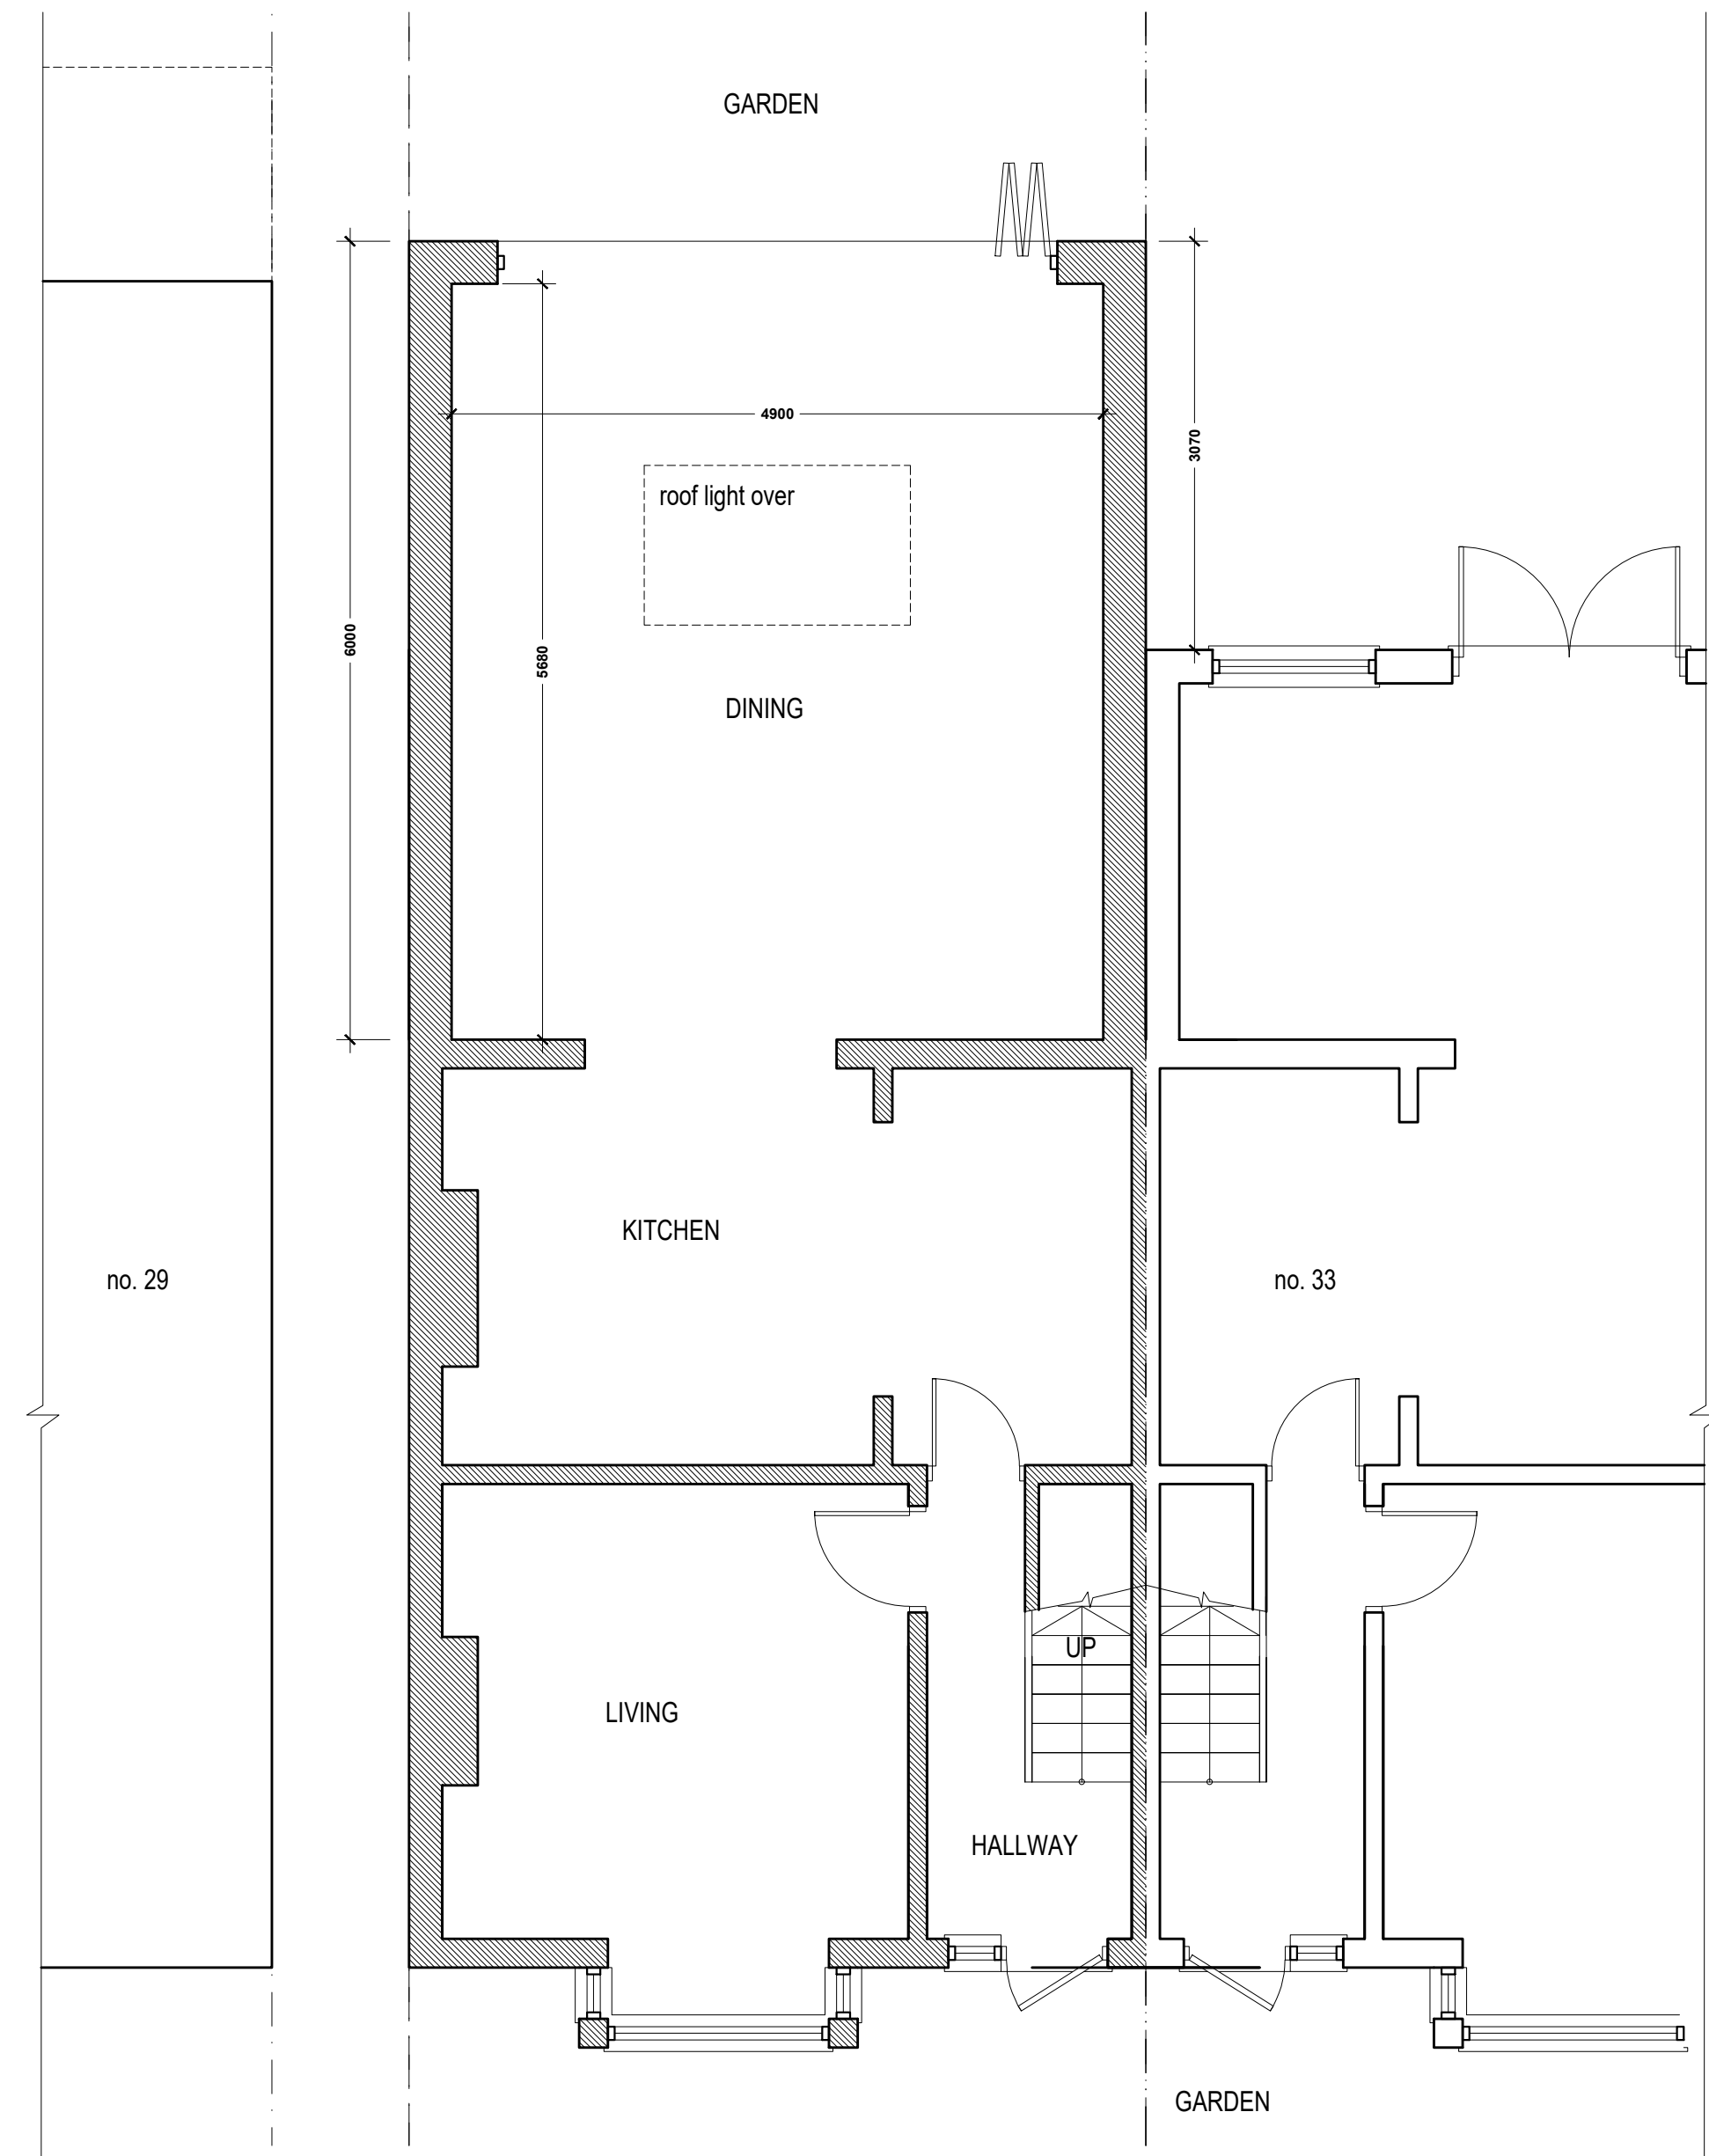 GARDEN
4900
3070
roof light over
6000
5680
DINING
KITCHEN
no. 29
no. 33
UP
LIVING
HALLWAY
GARDEN